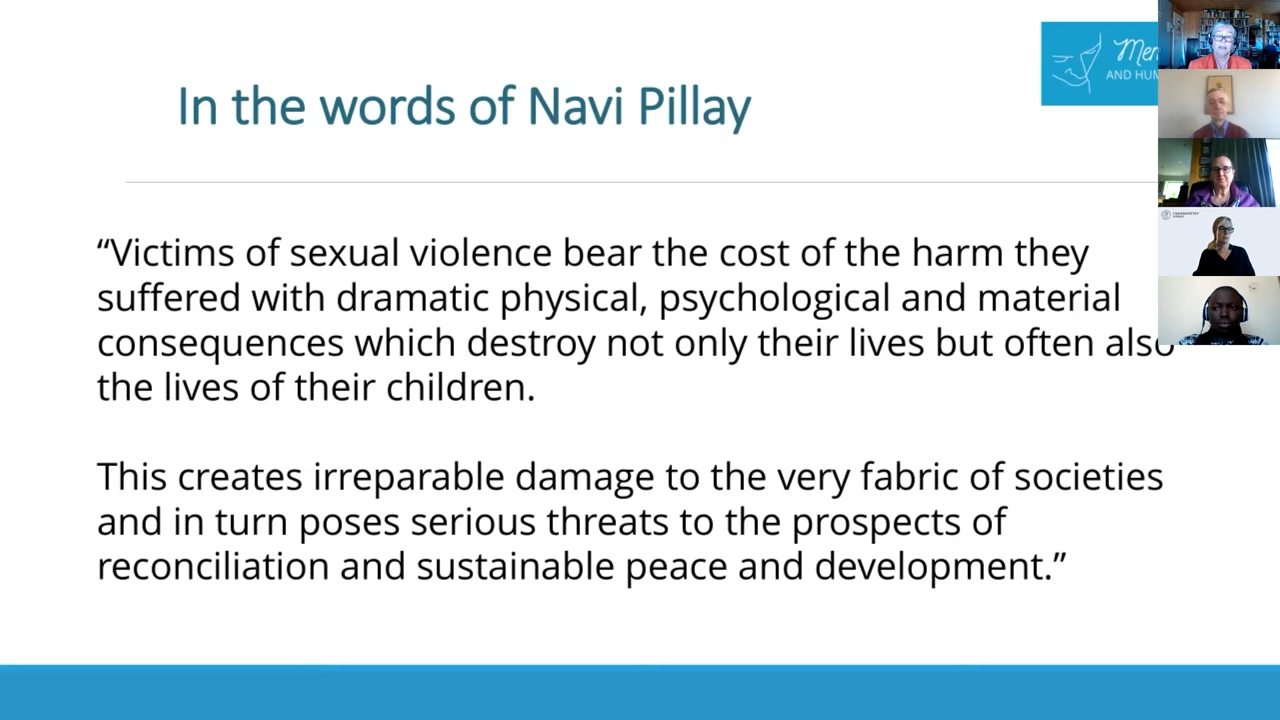 In the words of Navi Pillay
AND
“Victims of sexual violence bear the cost of the harm they
suffered with dramatic physical, psychological and material
consequences which destroy not only their lives but often also
the lives of their children.
This creates irreparable damage to the very fabric of societies
and in turn poses serious threats to the prospects of
reconciliation and sustainable peace and development.”